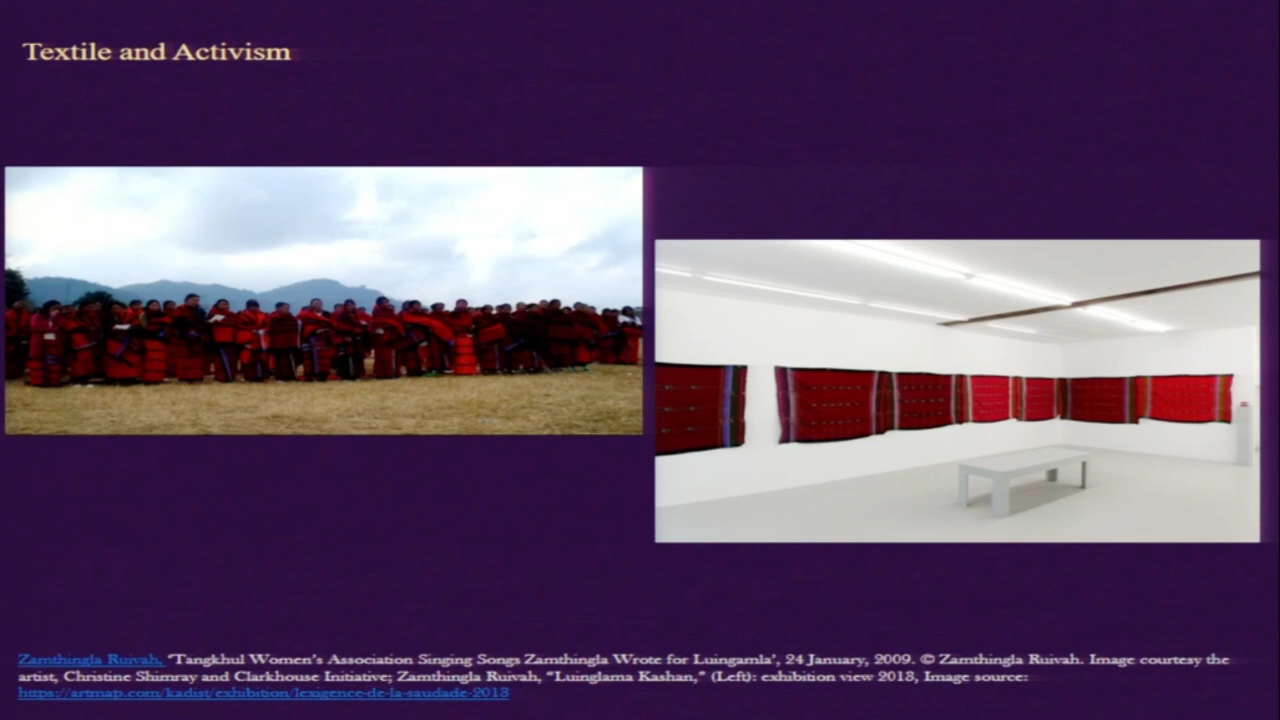 Textile and Activism
Zamthingla Ruivah, 'Tangkhul Women's Association Singing Songs Zamthingla Wrote for Luingamla', 24 January, 2009. © Zamthingla Ruivah. Image courtesy the
artist, Christine Shimray and Clarkhouse Initiative; Zamthingla Ruivah, "Luinglama Kashan," (Left): exhibition view 2013, Image source:
https://artmap.com/kadist/exhibition/lexigence-de-la-saudade-2013